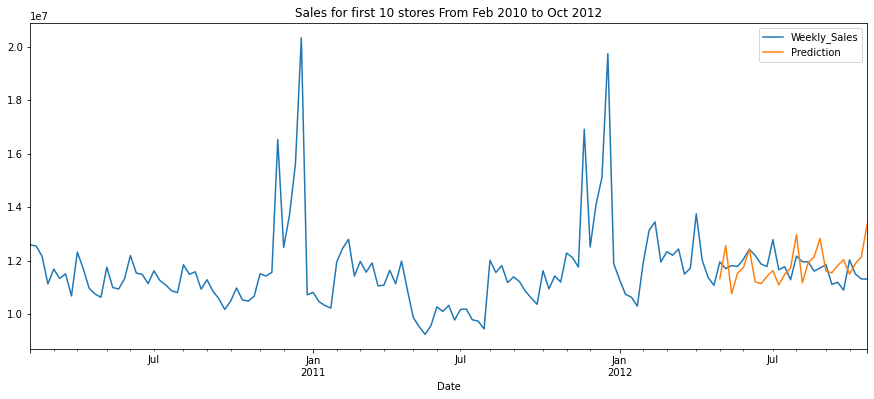 Sales for first 10 stores From Feb 2010 to Oct 2012
1e7
Weekly_Sales
Prediction
2.0
1.8
1.6
1.4
1.2
1.0
Jul
Jan
2011
Jul
Jan
2012
Jul
Date